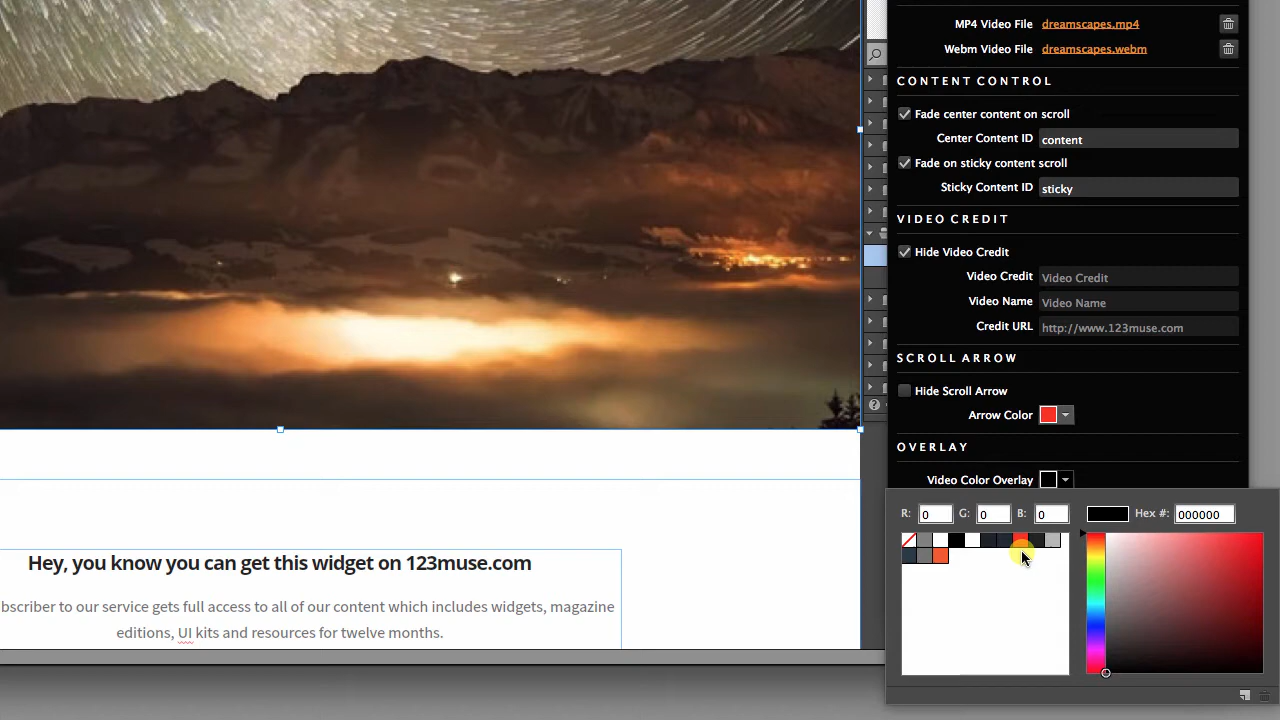 MP4 Video File dreamscapes.mp4
Webm Video File dreamscapes.webm
CONTENT CONTROL
Fade center content on scroll
Center Content ID content
Fade on sticky content scroll
Sticky Content ID sticky
VIDEO CREDIT
Hide Video Credit
Video Credit Video Credit
Video Name Video Name
Credit URL http://www.123muse.com
SCROLL ARROW
Hide Scroll Arrow
Arrow Color
OVERLAY
Video Color Overlay
R: 0 G: 0 B: 0 Hex #: 000000
Hey, you know you can get this widget on 123muse.com
bscriber to our service gets full access to all of our content which includes widgets, magazine
editions, UI kits and resources for twelve months.